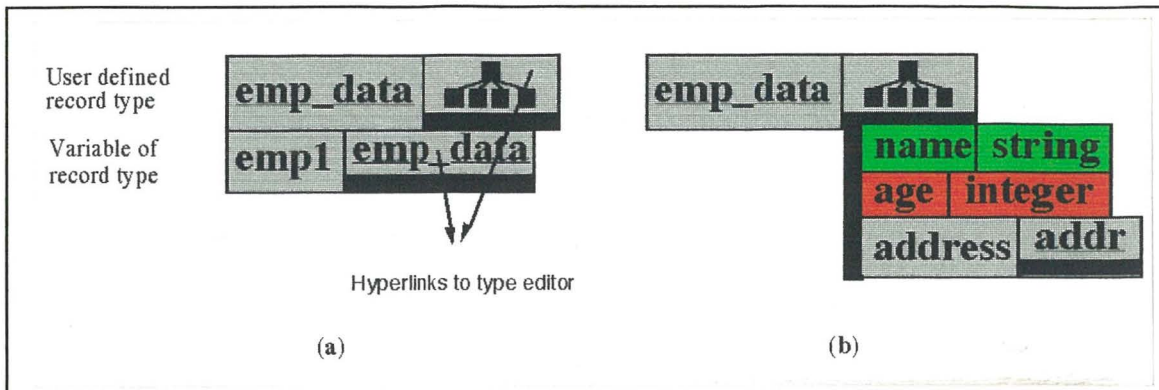 User defined
record type
emp_data
Variable of
record type
emp1 emp_data
Hyperlinks to type editor
(a)
emp_data
name string
age integer
address addr
(b)